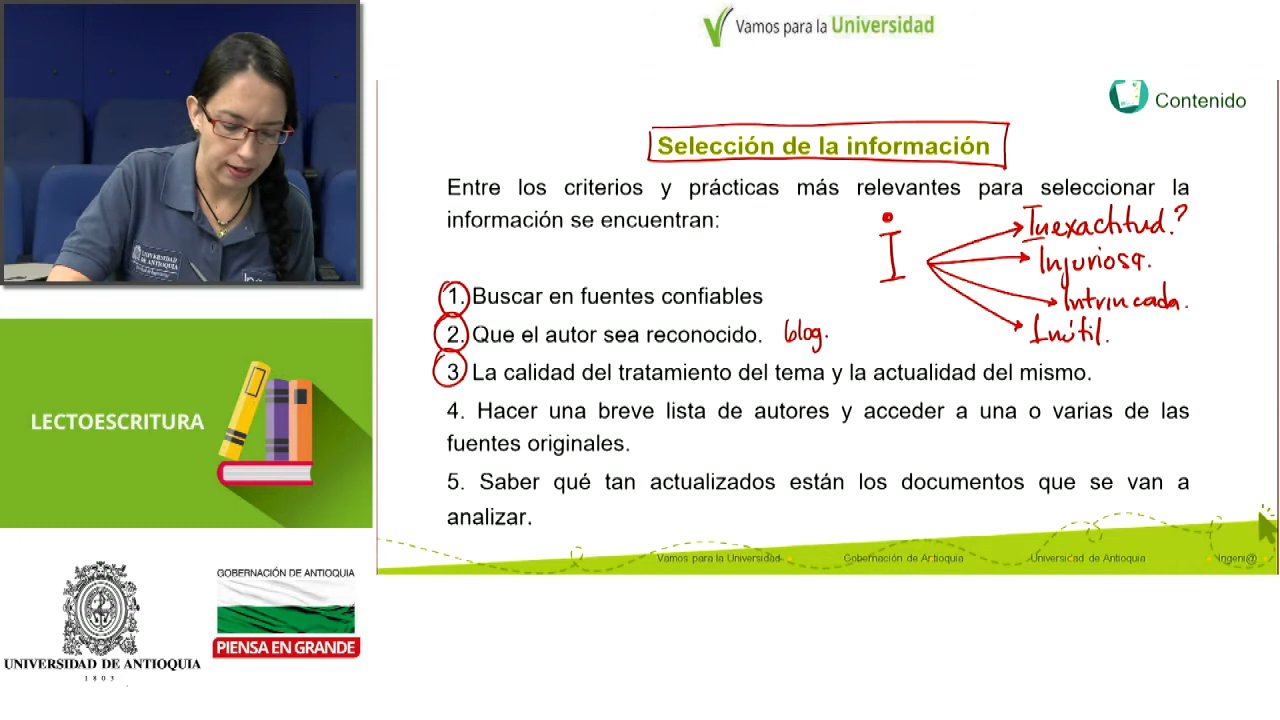 Vamos para la Universidad
Contenido
Selección de la información
Entre los criterios y prácticas más relevantes para seleccionar la
información se encuentran:
I
Inexactitud.?
Injuriosa.
Intrincada.
Inútil.
1. Buscar en fuentes confiables
2. Que el autor sea reconocido. blog.
3. La calidad del tratamiento del tema y la actualidad del mismo.
4. Hacer una breve lista de autores y acceder a una o varias de las
fuentes originales.
5. Saber qué tan actualizados están los documentos que se van a
analizar.
Vamos para la Universidad
Gobernación de Antioquia
Universidad de Antioquia
LECTOESCRITURA
UNIVERSIDAD
DE ANTIOQUIA
UNIVERSIDAD DE ANTIOQUIA
1803
GOBERNACIÓN DE ANTIOQUIA
PIENSA EN GRANDE